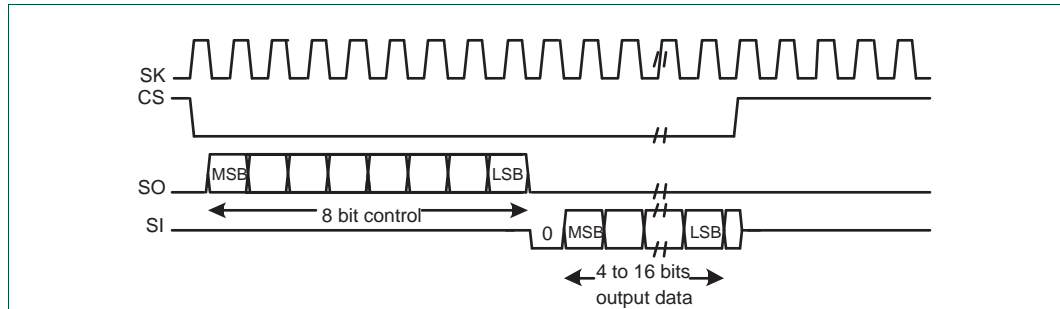 SK
CS
SO
MSB
LSB
8 bit control
SI
0
MSB
LSB
4 to 16 bits
output data